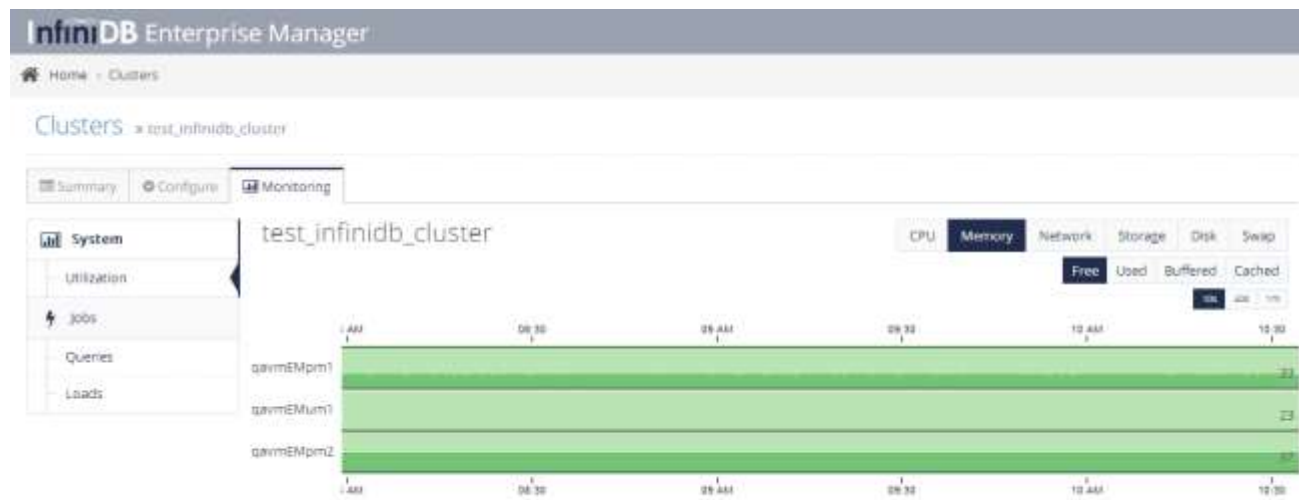 InfiniDB Enterprise Manager
Home Clusters
Clusters » test_infinidb_cluster
Summary Configure Monitoring
System
Utilization
Jobs
Queries
Loads
test_infinidb_cluster
CPU Memory Network Storage Disk Swap
Free Used Buffered Cached
AM 08:30 09 AM 09:30 10 AM 10:30
qavmEMpm1
qavmEMum1 23
qavmEMpm2
AM 08:30 09 AM 09:30 10 AM 10:30